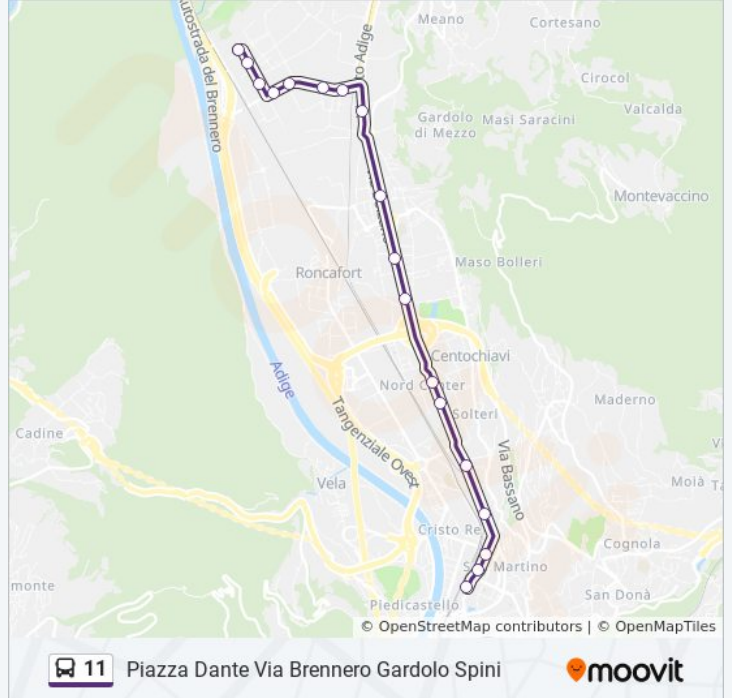 Meano
Cortesano
Autostrada del Brennero
to Adige
Cirocol
Gardolo
di Mezzo
Masi Saracini
Valcalda
Montevaccino
Maso Bolleri
Roncafort
Centochiavi
Adige
Nord Center
Maderno
Solteri
Tangenziale Ovest
Cadine
Via Bassano
Vela
Moià
Cristo Re
Cognola
San Martino
monte
San Donà
Piedicastello
© OpenStreetMap contributors | © OpenMapTiles
11 Piazza Dante Via Brennero Gardolo Spini
moovit